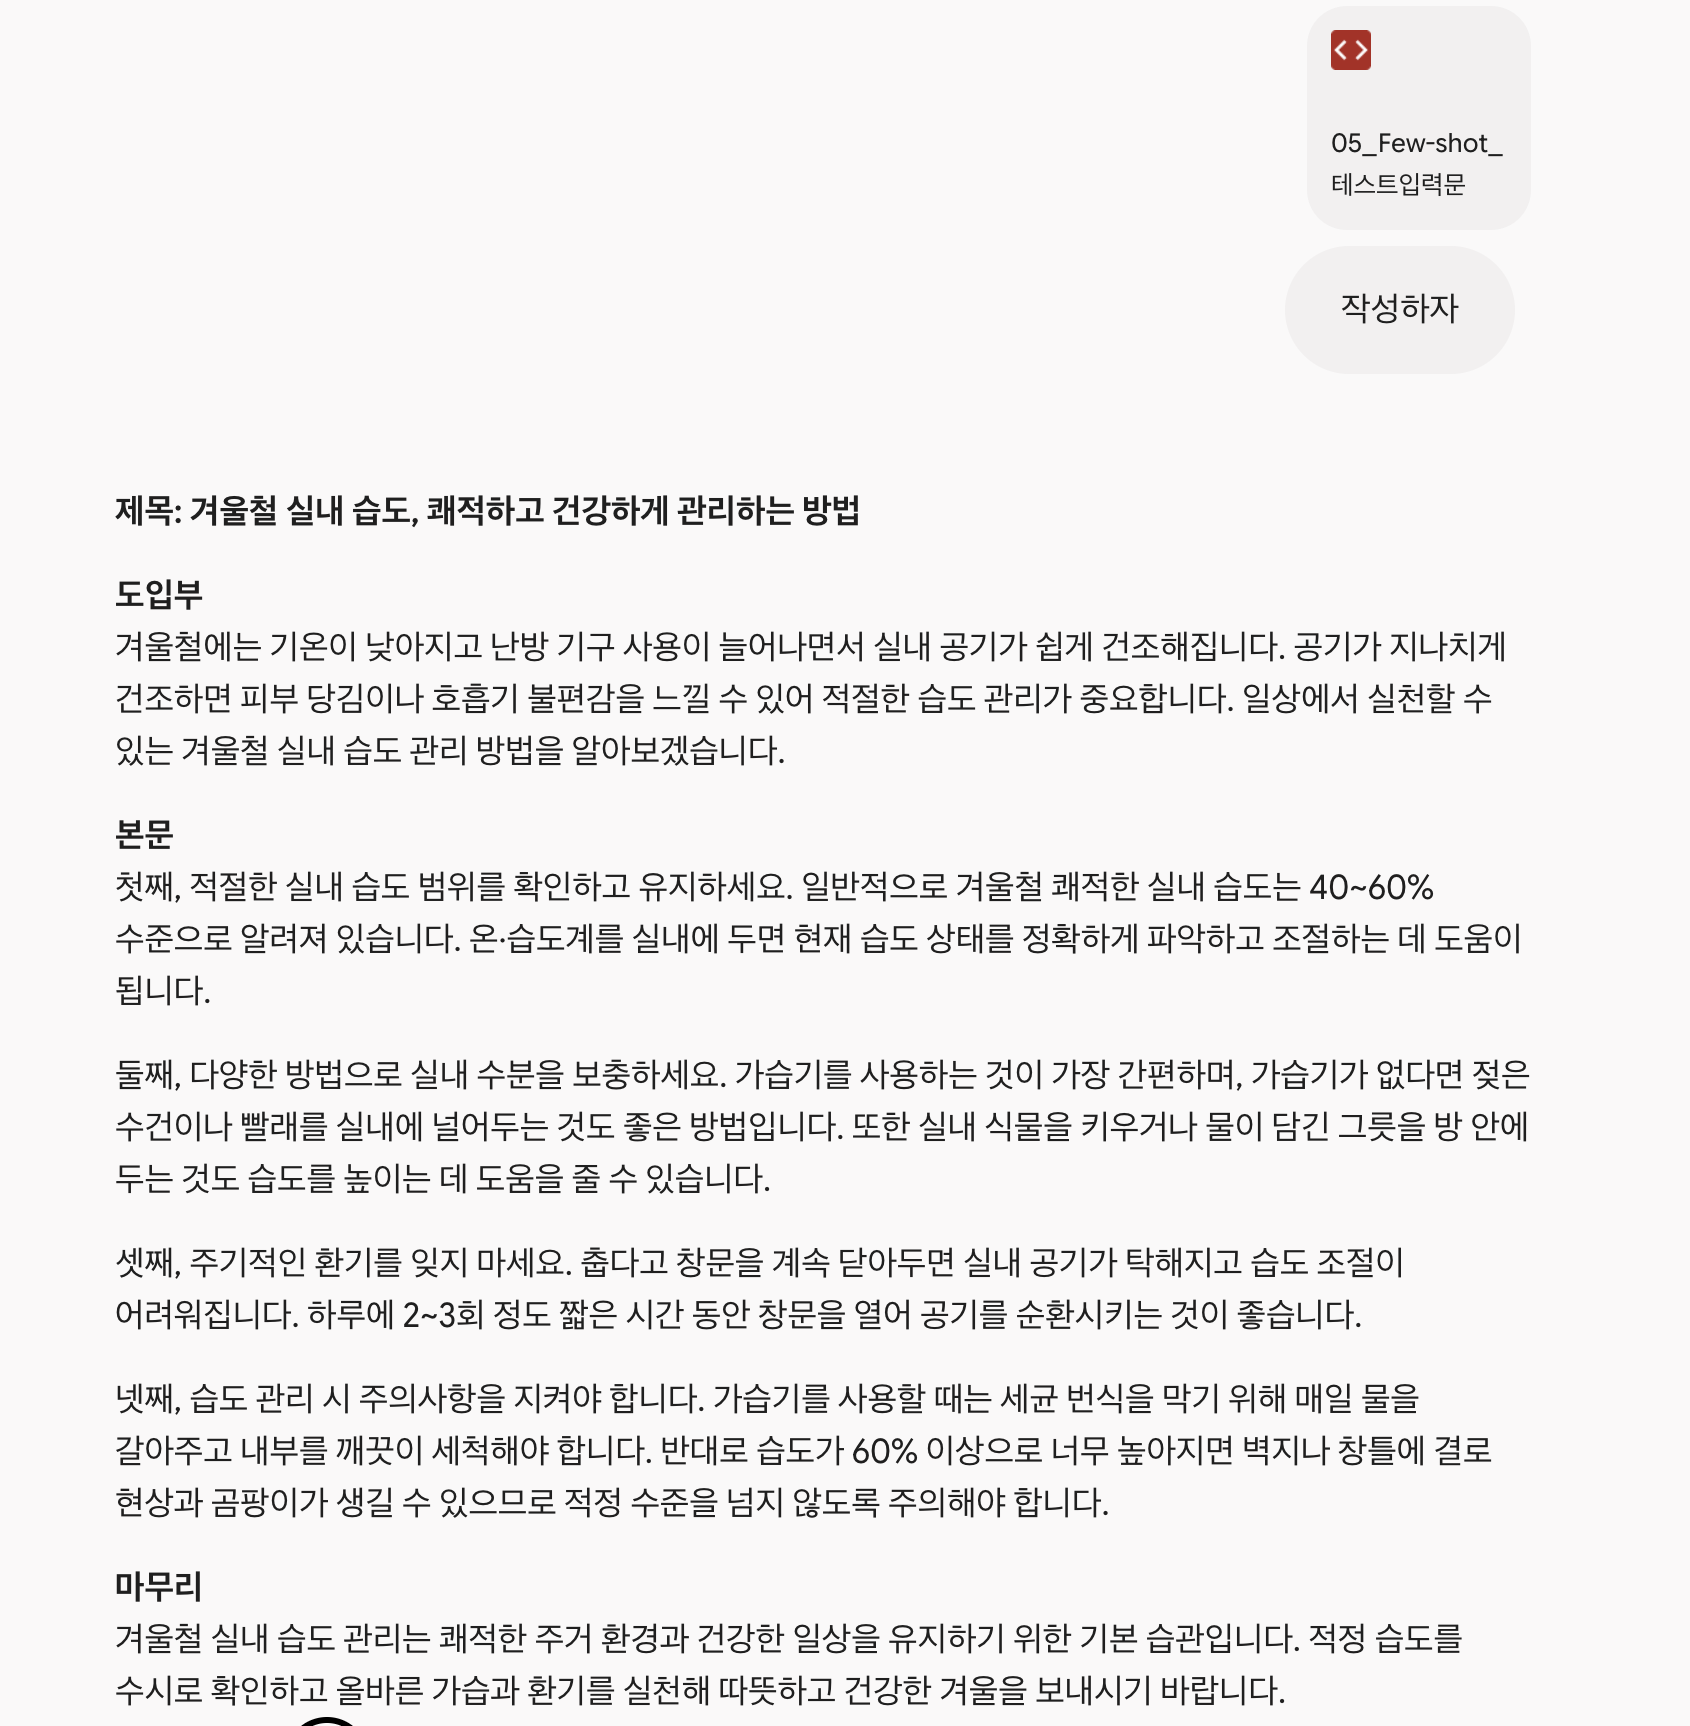 05_Few-shot_
테스트입력문
작성하자
제목: 겨울철 실내 습도, 쾌적하고 건강하게 관리하는 방법
도입부
겨울철에는 기온이 낮아지고 난방 기구 사용이 늘어나면서 실내 공기가 쉽게 건조해집니다. 공기가 지나치게
건조하면 피부 당김이나 호흡기 불편감을 느낄 수 있어 적절한 습도 관리가 중요합니다. 일상에서 실천할 수
있는 겨울철 실내 습도 관리 방법을 알아보겠습니다.
본문
첫째, 적절한 실내 습도 범위를 확인하고 유지하세요. 일반적으로 겨울철 쾌적한 실내 습도는 40~60%
수준으로 알려져 있습니다. 온·습도계를 실내에 두면 현재 습도 상태를 정확하게 파악하고 조절하는 데 도움이
됩니다.
둘째, 다양한 방법으로 실내 수분을 보충하세요. 가습기를 사용하는 것이 가장 간편하며, 가습기가 없다면 젖은
수건이나 빨래를 실내에 널어두는 것도 좋은 방법입니다. 또한 실내 식물을 키우거나 물이 담긴 그릇을 방 안에
두는 것도 습도를 높이는 데 도움을 줄 수 있습니다.
셋째, 주기적인 환기를 잊지 마세요. 춥다고 창문을 계속 닫아두면 실내 공기가 탁해지고 습도 조절이
어려워집니다. 하루에 2~3회 정도 짧은 시간 동안 창문을 열어 공기를 순환시키는 것이 좋습니다.
넷째, 습도 관리 시 주의사항을 지켜야 합니다. 가습기를 사용할 때는 세균 번식을 막기 위해 매일 물을
갈아주고 내부를 깨끗이 세척해야 합니다. 반대로 습도가 60% 이상으로 너무 높아지면 벽지나 창틀에 결로
현상과 곰팡이가 생길 수 있으므로 적정 수준을 넘지 않도록 주의해야 합니다.
마무리
겨울철 실내 습도 관리는 쾌적한 주거 환경과 건강한 일상을 유지하기 위한 기본 습관입니다. 적정 습도를
수시로 확인하고 올바른 가습과 환기를 실천해 따뜻하고 건강한 겨울을 보내시기 바랍니다.